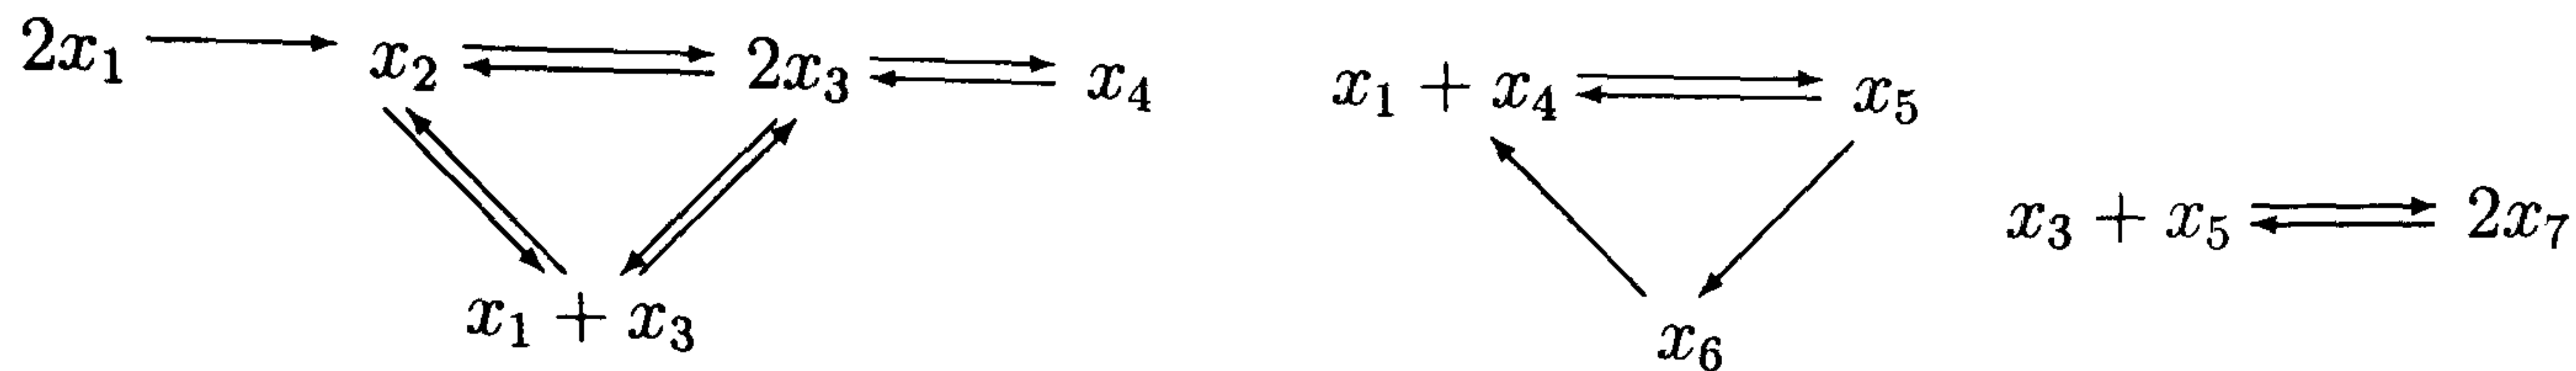 2x₁ ⟶ x₂ ⇄ 2x₃ ⇄ x₄ x₁ + x₄ ⇄ x₅
x₃ + x₅ ⇄ 2x₇
x₁ + x₃ x₆